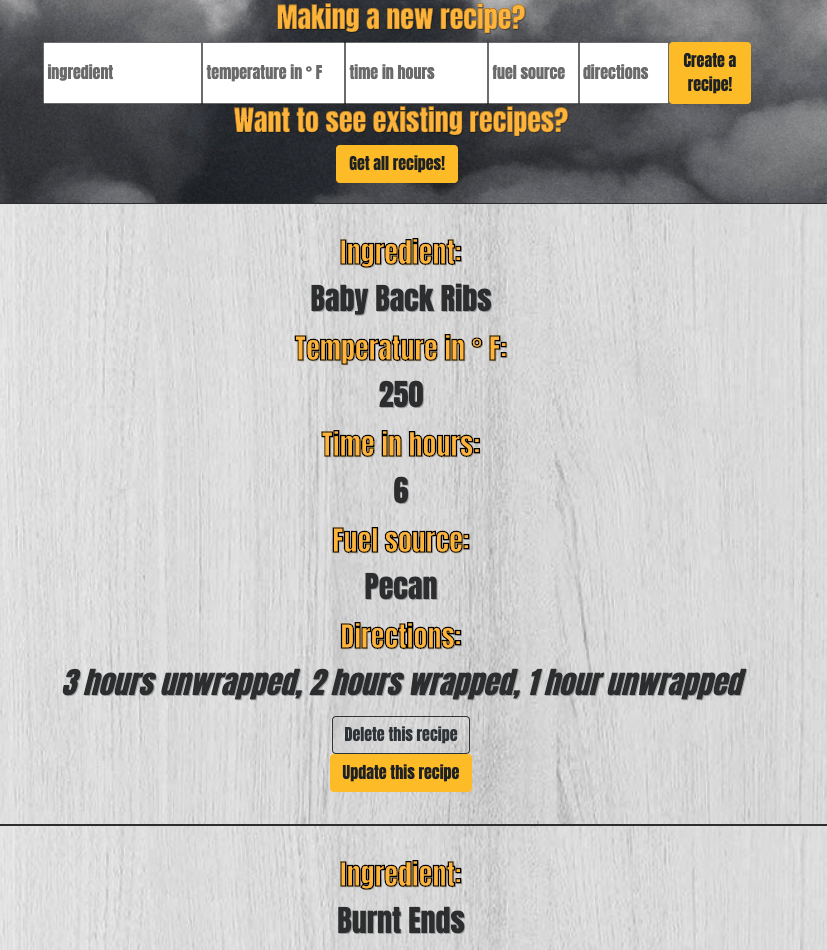 Making a new recipe?
ingredient temperature in ° F time in hours fuel source directions Create a recipe!
Want to see existing recipes?
Get all recipes!
Ingredient:
Baby Back Ribs
Temperature in ° F:
250
Time in hours:
6
Fuel source:
Pecan
Directions:
3 hours unwrapped, 2 hours wrapped, 1 hour unwrapped
Delete this recipe
Update this recipe
Ingredient:
Burnt Ends